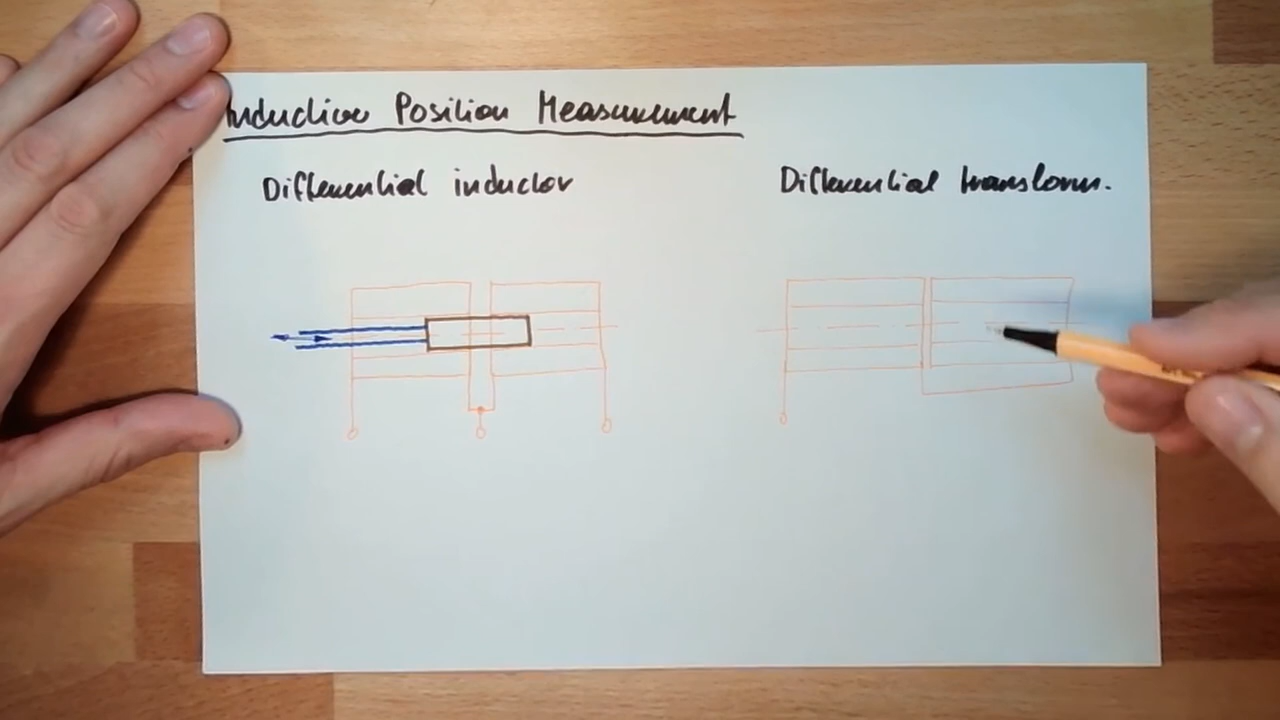 Inductive Position Measurement
Differential inductor
Differential transform.